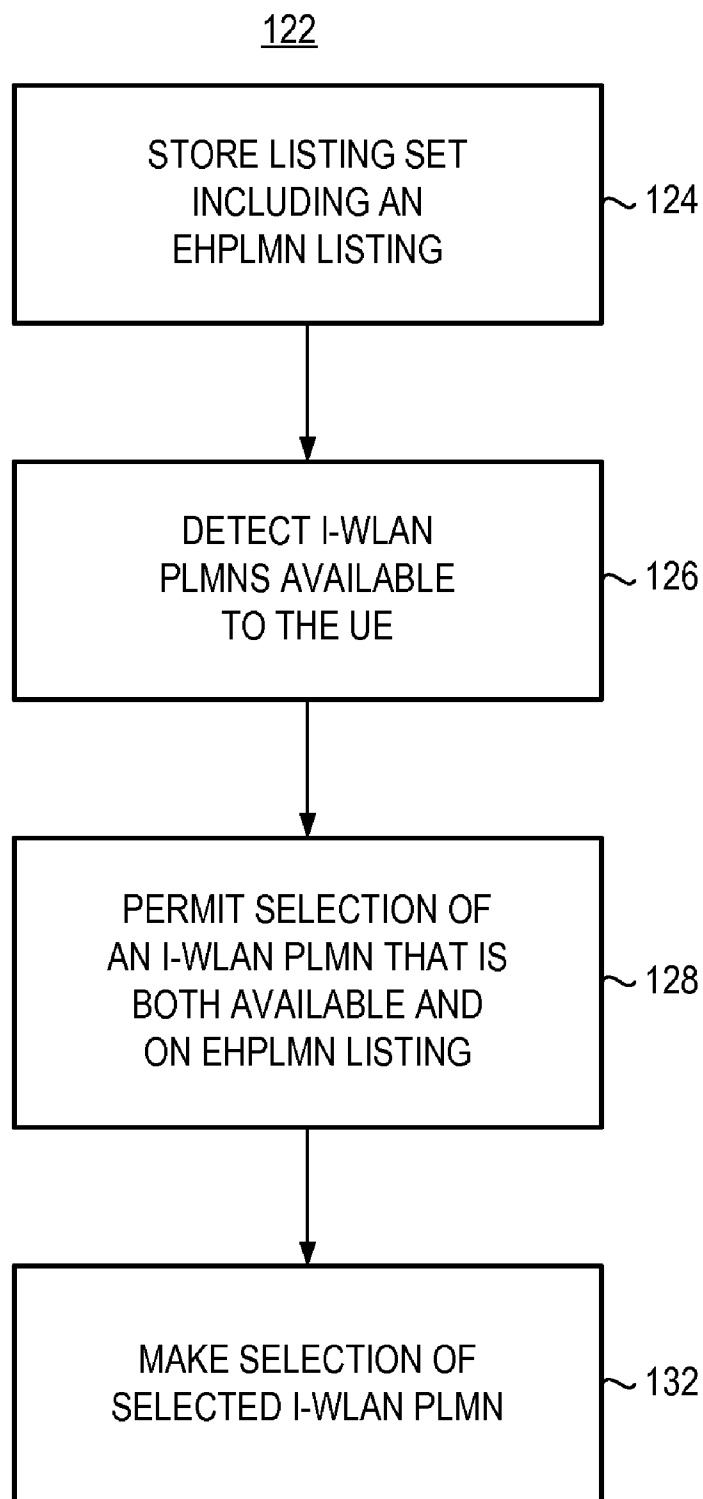 122
STORE LISTING SET
INCLUDING AN
EHPLMN LISTING
124
DETECT I-WLAN
PLMNS AVAILABLE
TO THE UE
126
PERMIT SELECTION OF
AN I-WLAN PLMN THAT IS
BOTH AVAILABLE AND
ON EHPLMN LISTING
128
MAKE SELECTION OF
SELECTED I-WLAN PLMN
132